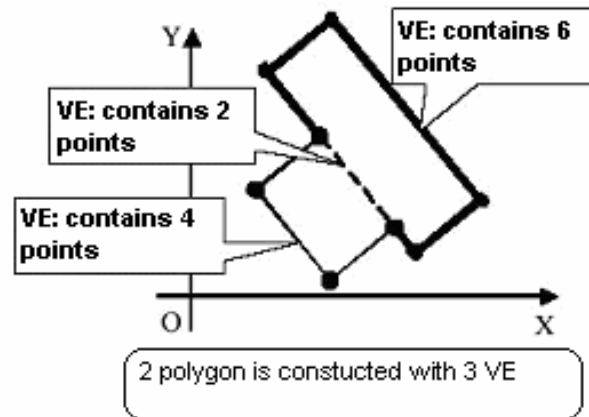 Y
VE: contains 6
points
VE: contains 2
points
VE: contains 4
points
O
X
2 polygon is constucted with 3 VE